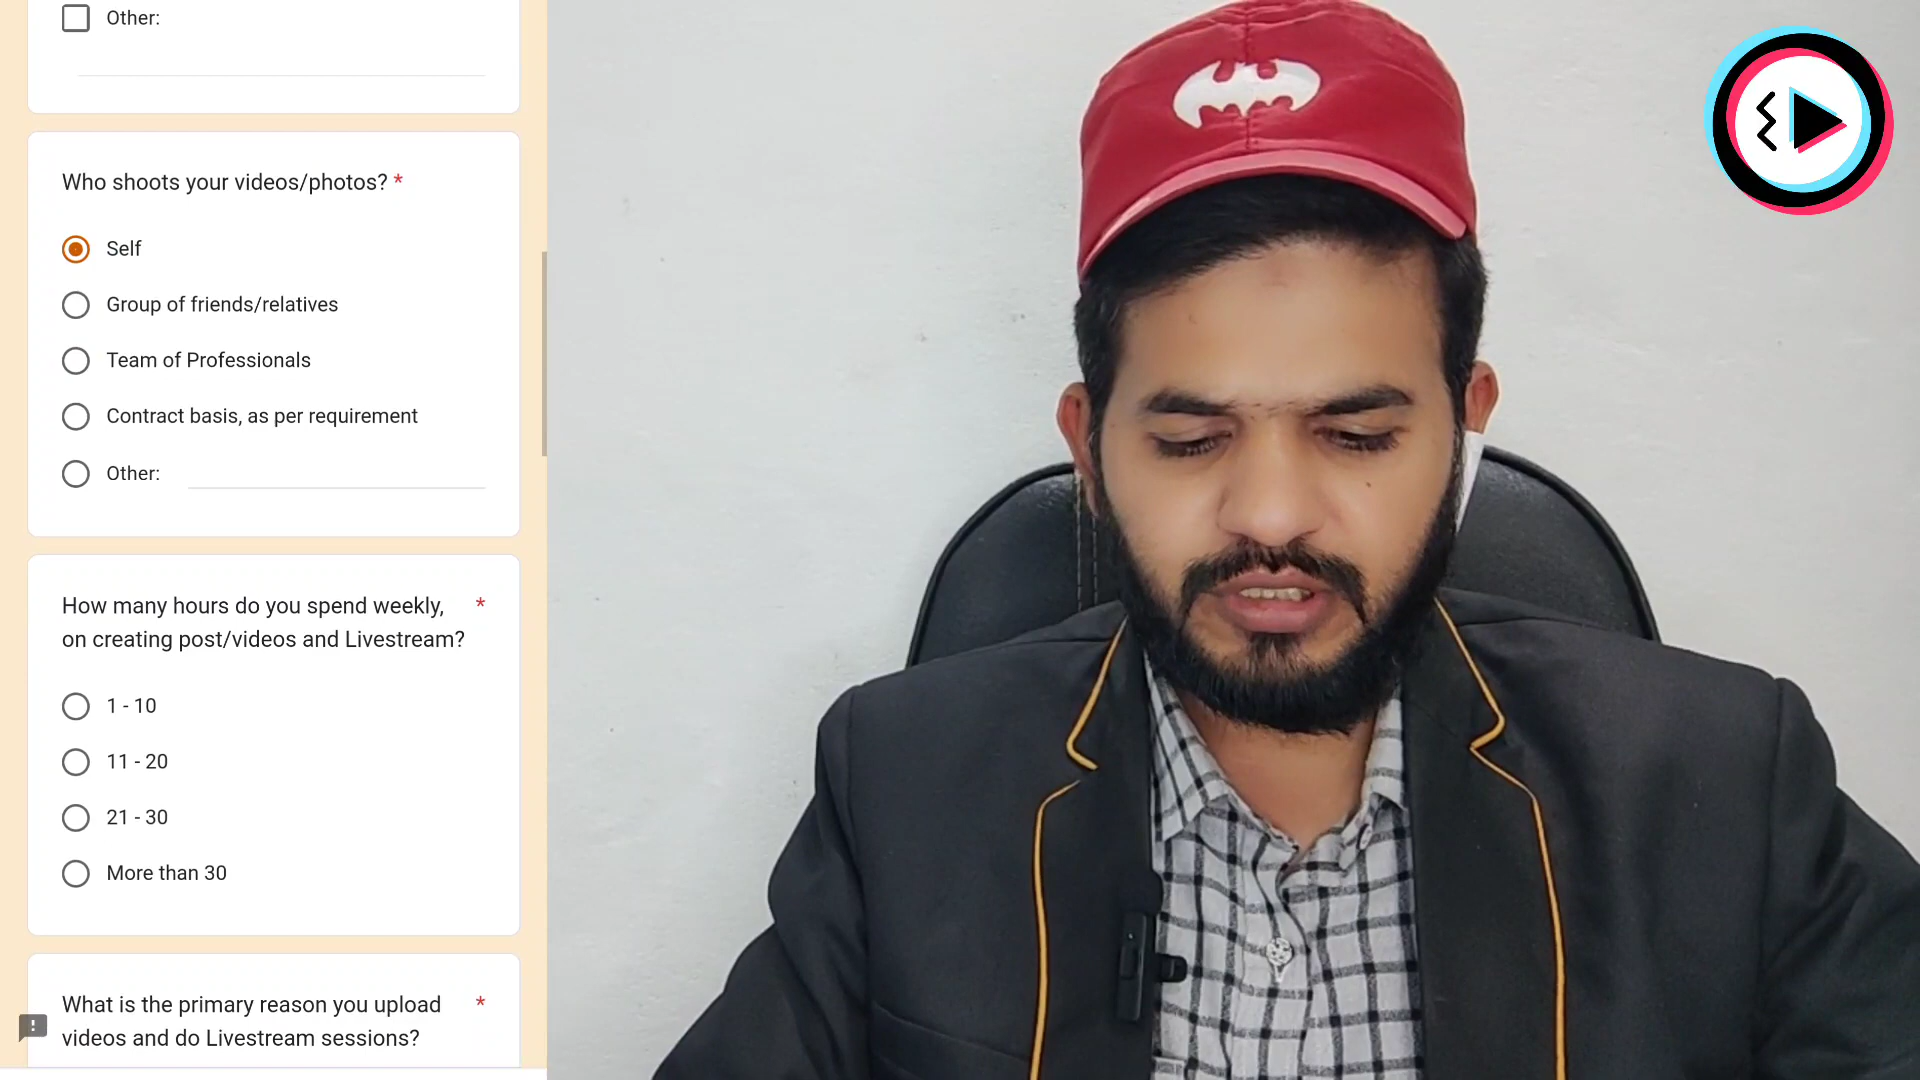 Other:
Who shoots your videos/photos? *
Self
Group of friends/relatives
Team of Professionals
Contract basis, as per requirement
Other:
How many hours do you spend weekly, *
on creating post/videos and Livestream?
1 - 10
11 - 20
21 - 30
More than 30
What is the primary reason you upload *
videos and do Livestream sessions?